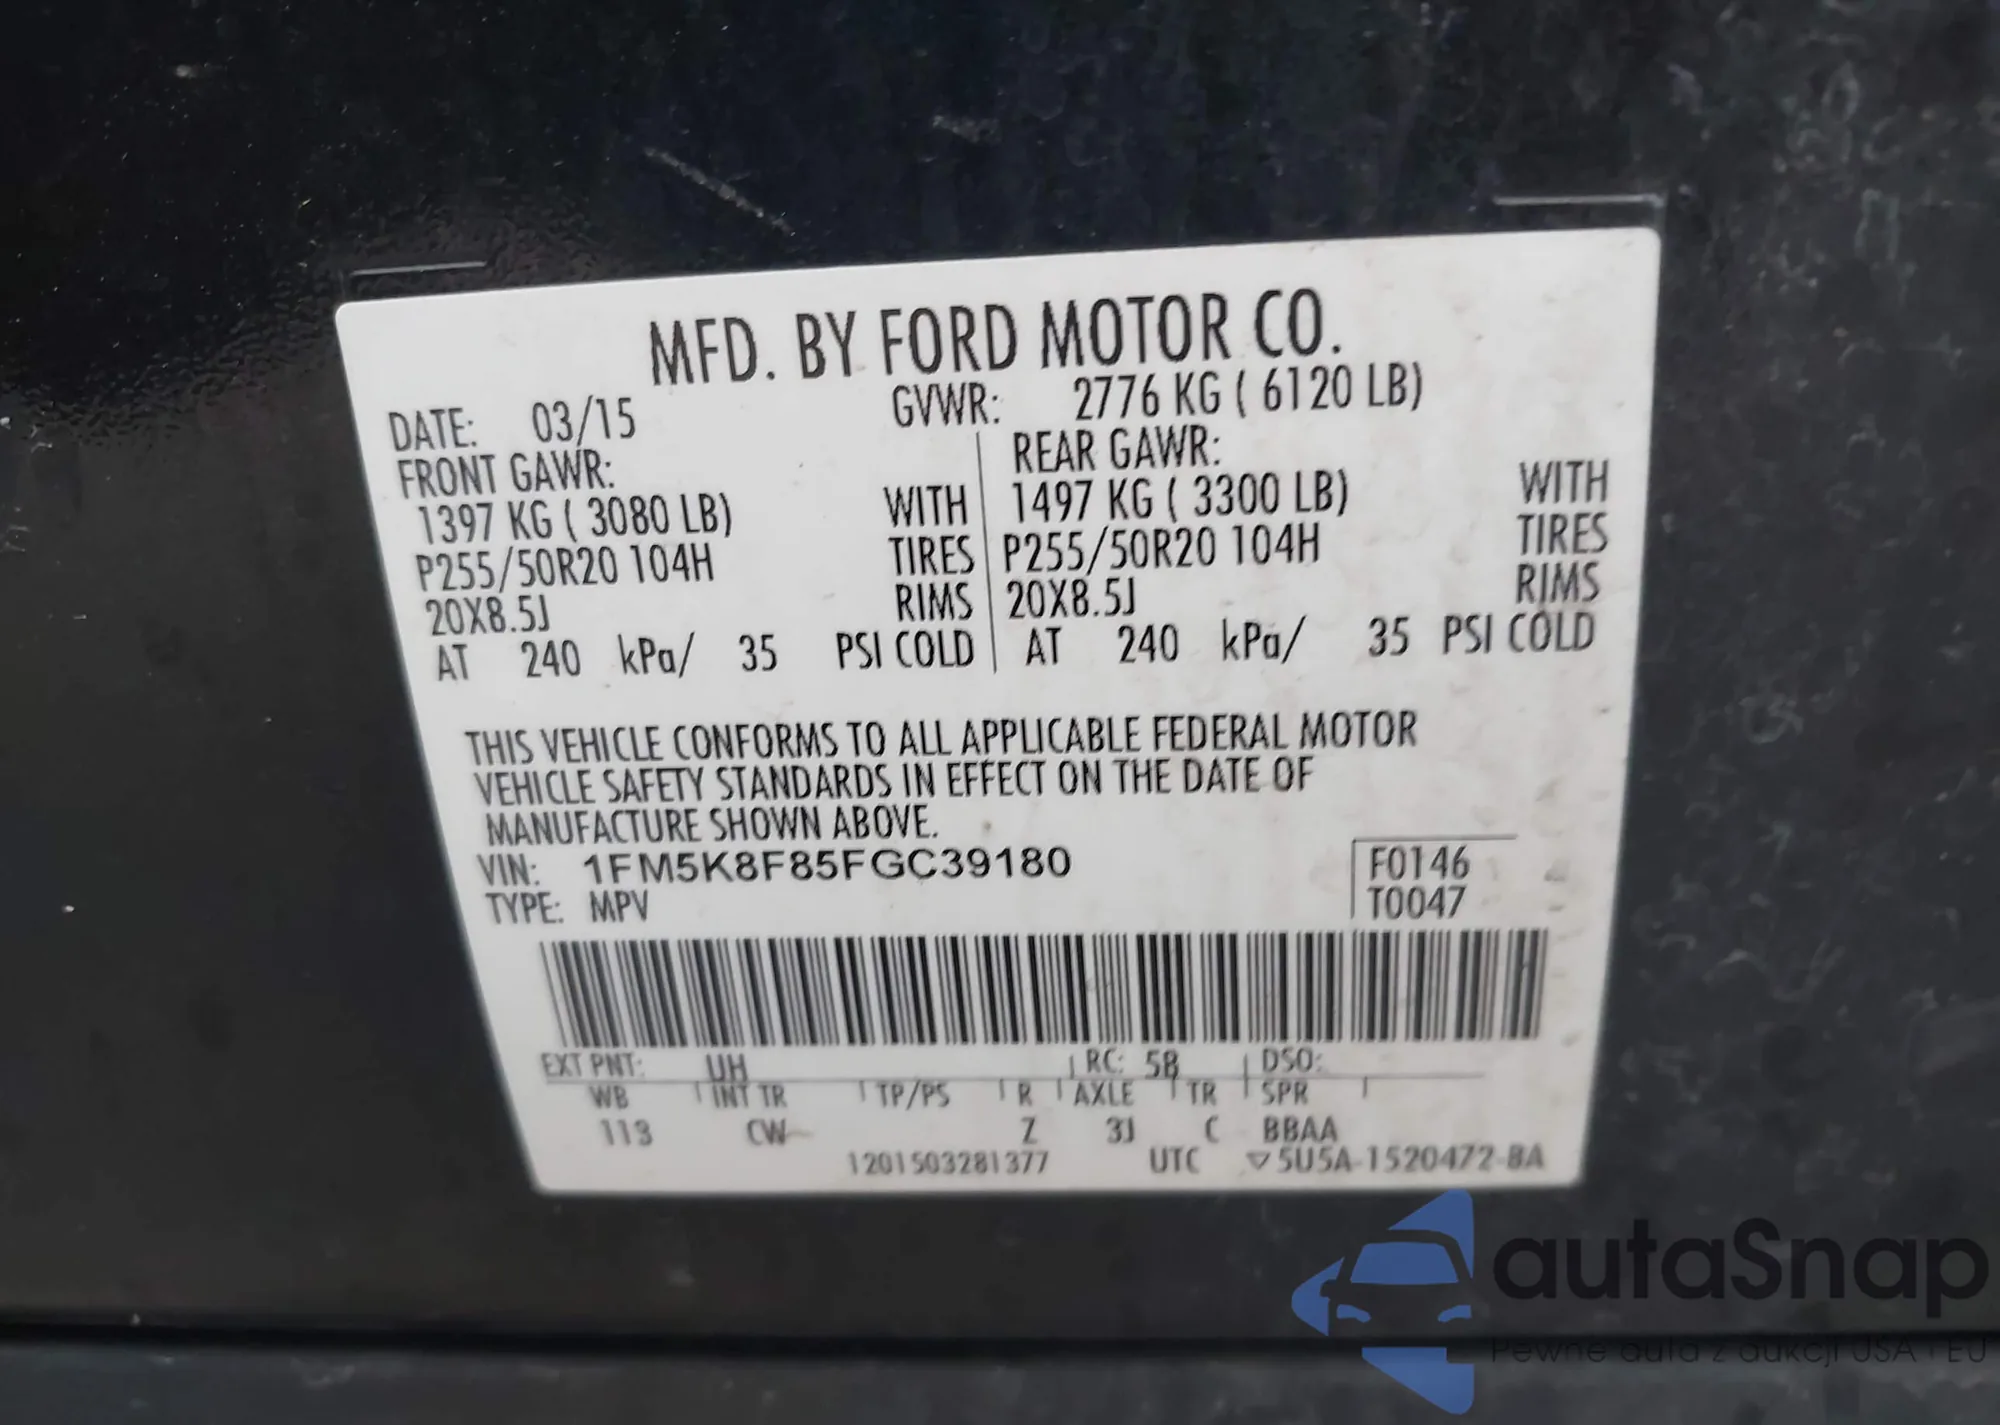 MFD. BY FORD MOTOR CO.
DATE: 03/15 GVWR: 2776 KG ( 6120 LB)
FRONT GAWR: REAR GAWR:
1397 KG ( 3080 LB) WITH 1497 KG ( 3300 LB) WITH
P255/50R20 104H TIRES P255/50R20 104H TIRES
20X8.5J RIMS 20X8.5J RIMS
AT 240 kPa/ 35 PSI COLD AT 240 kPa/ 35 PSI COLD
THIS VEHICLE CONFORMS TO ALL APPLICABLE FEDERAL MOTOR
VEHICLE SAFETY STANDARDS IN EFFECT ON THE DATE OF
MANUFACTURE SHOWN ABOVE.
VIN: 1FM5K8F85FGC39180 F0146
TYPE: MPV T0047
EXT PNT: UH RC: 58 DSO:
WB INT TR TP/PS R AXLE TR SPR
113 CW Z 3J C BBAA
1201503281377 UTC ▽5U5A-1520472-BA
autaSnap
Pewne auta z aukcji USA i EU